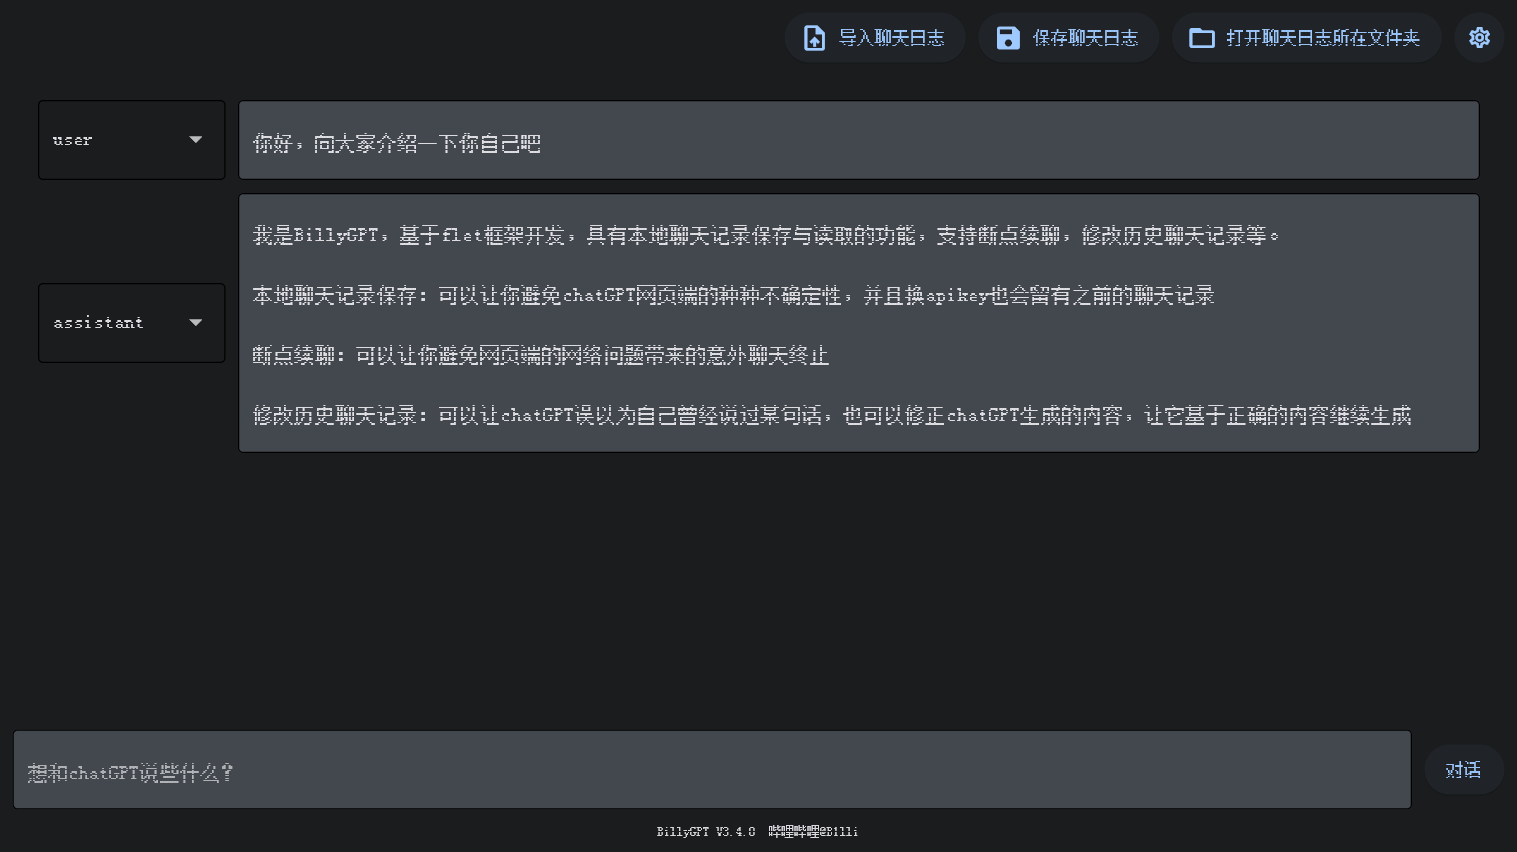 导入聊天日志
保存聊天日志
打开聊天日志所在文件夹
user
你好，向大家介绍一下你自己吧
assistant
我是BillyGPT，基于flet框架开发，具有本地聊天记录保存与读取的功能，支持断点续聊，修改历史聊天记录等。
本地聊天记录保存：可以让你避免chatGPT网页端的种种不确定性，并且换apikey也会留有之前的聊天记录
断点续聊：可以让你避免网页端的网络问题带来的意外聊天终止
修改历史聊天记录：可以让chatGPT误以为自己曾经说过某句话，也可以修正chatGPT生成的内容，让它基于正确的内容继续生成
想和chatGPT说些什么？
对话
BillyGPT V3.4.0 哔哩哔哩@Billi